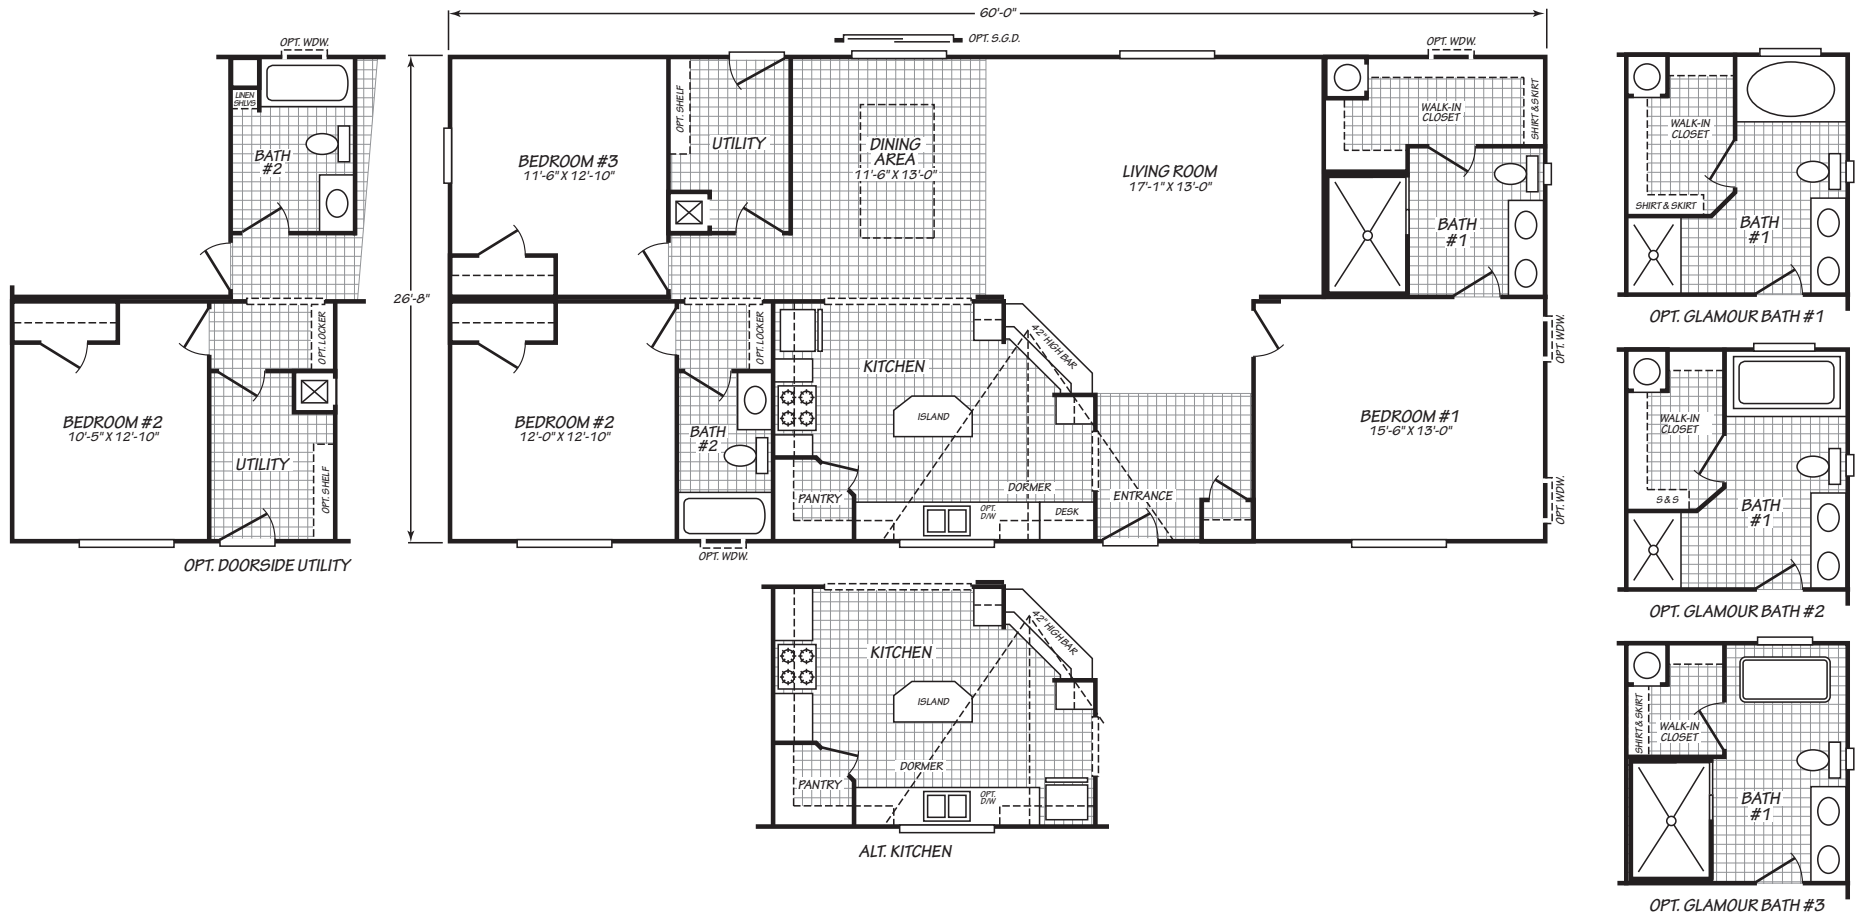 60'-0"
OPT. S.G.D.
OPT. WDW.
OPT. WDW.
26'-8"
LINEN
SHLVS
BATH
#2
OPT. LOCKER
BEDROOM #2
10'-5" X 12'-10"
UTILITY
OPT. SHELF
OPT. DOORSIDE UTILITY
BEDROOM #3
11'-6" X 12'-10"
OPT. SHELF
UTILITY
DINING
AREA
11'-6" X 13'-0"
LIVING ROOM
17'-1" X 13'-0"
WALK-IN
CLOSET
SHIRT & SKIRT
BATH
#1
OPT. LOCKER
KITCHEN
42" HIGH BAR
ISLAND
BEDROOM #2
12'-0" X 12'-10"
BATH
#2
PANTRY
DORMER
OPT.
D/W
DESK
ENTRANCE
BEDROOM #1
15'-6" X 13'-0"
OPT. WDW.
OPT. WDW.
OPT. WDW.
KITCHEN
42" HIGH BAR
ISLAND
DORMER
PANTRY
OPT.
D/W
ALT. KITCHEN
WALK-IN
CLOSET
SHIRT & SKIRT
BATH
#1
OPT. GLAMOUR BATH #1
WALK-IN
CLOSET
S & S
BATH
#1
OPT. GLAMOUR BATH #2
SHIRT & SKIRT
WALK-IN
CLOSET
BATH
#1
OPT. GLAMOUR BATH #3